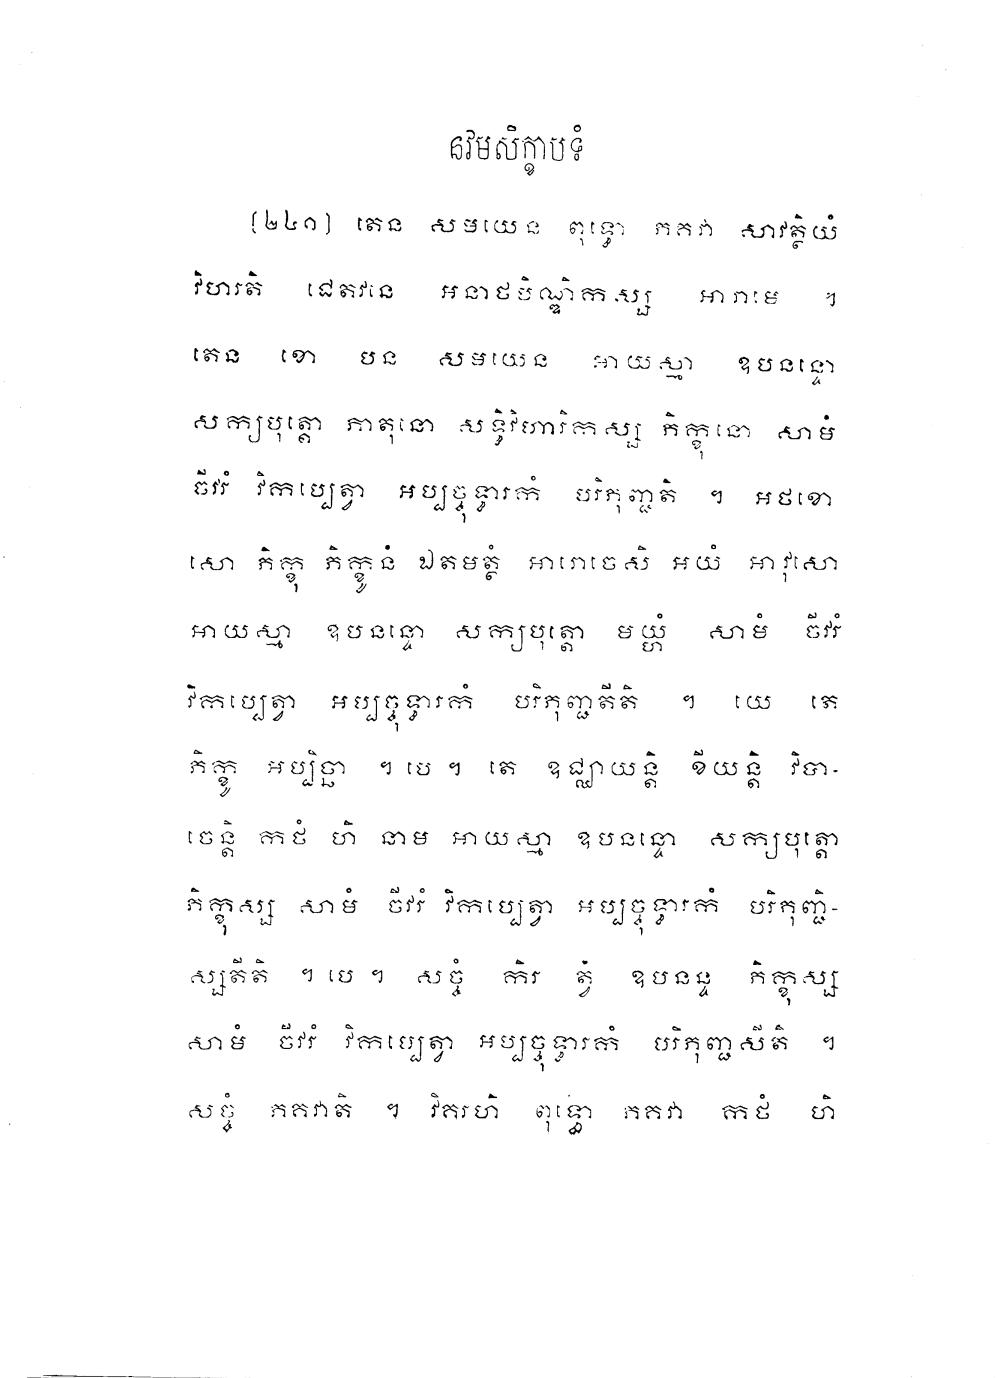 នវមសិក្ខាបទំ
[២៤១] តេន សមយេន ពុទ្ធោ ភគវា សាវត្ថិយំ
វិហរតិ ជេតវនេ អនាថបិណ្ឌិកស្ស អារាមេ ។
តេន ខោ បន សមយេន អាយស្មា ឧបនន្ទោ
សក្យបុត្តោ ភាតុនោ សទ្ធិវិហារិកស្ស ភិក្ខុនោ សាមំ
ចីវរំ វិកប្បេត្វា អប្បច្ចុទ្ធារកំ បរិភុញ្ជតិ ។ អថខោ
សោ ភិក្ខុ ភិក្ខូនំ ឯតមត្ថំ អារោចេសិ អយំ អាវុសោ
អាយស្មា ឧបនន្ទោ សក្យបុត្តោ មយ្ហំ សាមំ ចីវរំ
វិកប្បេត្វា អប្បច្ចុទ្ធារកំ បរិភុញ្ជតីតិ ។ យេ តេ
ភិក្ខូ អប្បិច្ឆា ។ បេ ។ តេ ឧជ្ឈាយន្តិ ខីយន្តិ វិបា-
ចេន្តិ កថំ ហិ នាម អាយស្មា ឧបនន្ទោ សក្យបុត្តោ
ភិក្ខុស្ស សាមំ ចីវរំ វិកប្បេត្វា អប្បច្ចុទ្ធារកំ បរិភុញ្ជិ-
ស្សតីតិ ។ បេ ។ សច្ចំ កិរ ត្វំ ឧបនន្ទ ភិក្ខុស្ស
សាមំ ចីវរំ វិកប្បេត្វា អប្បច្ចុទ្ធារកំ បរិភុញ្ជសីតិ ។
សច្ចំ ភគវាតិ ។ វិគរហិ ពុទ្ធោ ភគវា កថំ ហិ